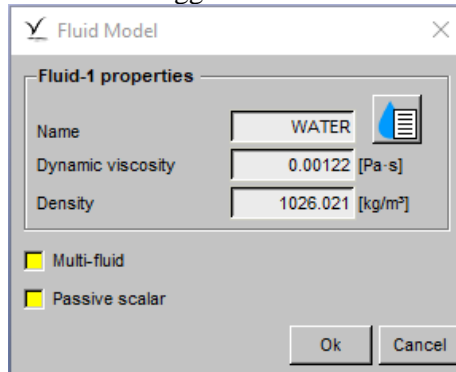 Fluid Model
Fluid-1 properties
Name WATER
Dynamic viscosity 0.00122 [Pa·s]
Density 1026.021 [kg/m³]
Multi-fluid
Passive scalar
Ok Cancel